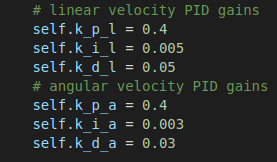 # linear velocity PID gains
self.k_p_l = 0.4
self.k_i_l = 0.005
self.k_d_l = 0.05
# angular velocity PID gains
self.k_p_a = 0.4
self.k_i_a = 0.003
self.k_d_a = 0.03